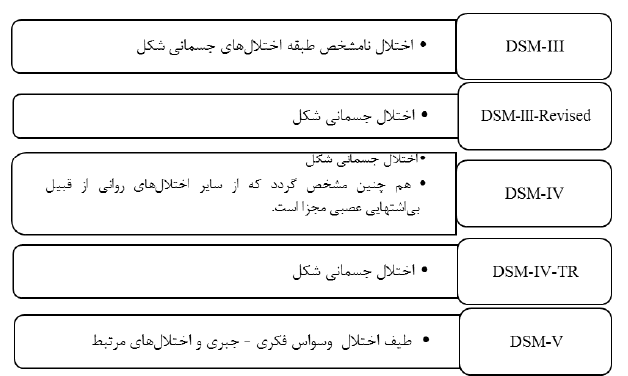 DSM-III
• اختلال نامشخص طبقه اختلال‌های جسمانی شکل
DSM-III-Revised
• اختلال جسمانی شکل
DSM-IV
• اختلال جسمانی شکل
• هم چنین مشخص گردد که از سایر اختلال‌های روانی از قبیل
بی‌اشتهایی عصبی مجزا است.
DSM-IV-TR
• اختلال جسمانی شکل
DSM-V
• طیف اختلال وسواس فکری - جبری و اختلال‌های مرتبط